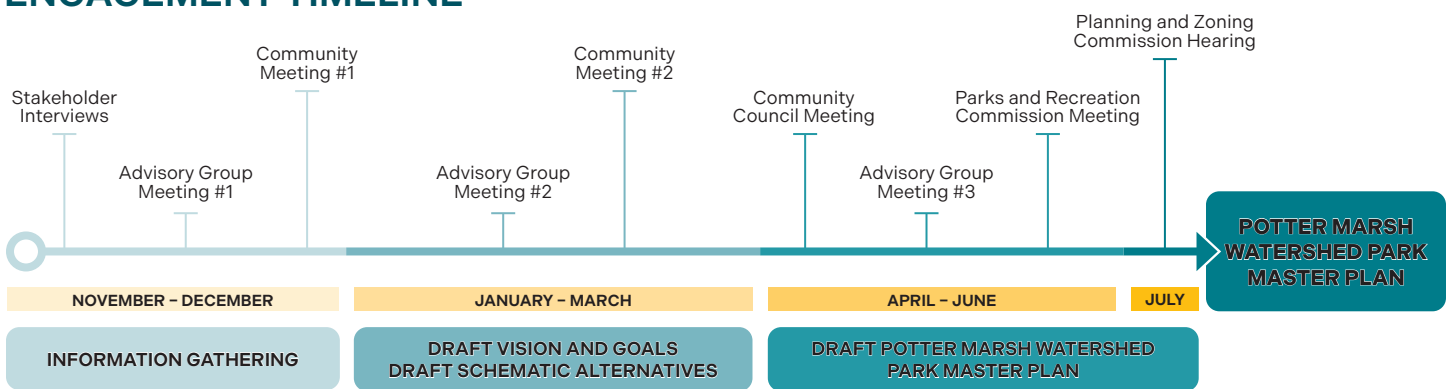 ENGAGEMENT TIMELINE
Planning and Zoning
Commission Hearing
Community
Meeting #1
Community
Meeting #2
Stakeholder
Interviews
Community
Council Meeting
Parks and Recreation
Commission Meeting
Advisory Group
Meeting #1
Advisory Group
Meeting #2
Advisory Group
Meeting #3
POTTER MARSH
WATERSHED PARK
MASTER PLAN
NOVEMBER – DECEMBER
JANUARY – MARCH
APRIL – JUNE
JULY
INFORMATION GATHERING
DRAFT VISION AND GOALS
DRAFT SCHEMATIC ALTERNATIVES
DRAFT POTTER MARSH WATERSHED
PARK MASTER PLAN